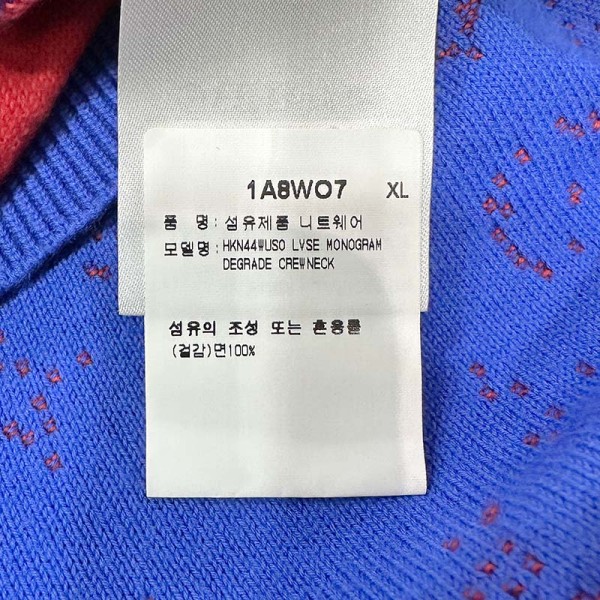 1A8WO7 XL
품 명: 섬유제품 니트웨어
모델명: HKN44WUSO LVSE MONOGRAM
DEGRADE CREWNECK
섬유의 조성 또는 혼용률
(겉감)면100%